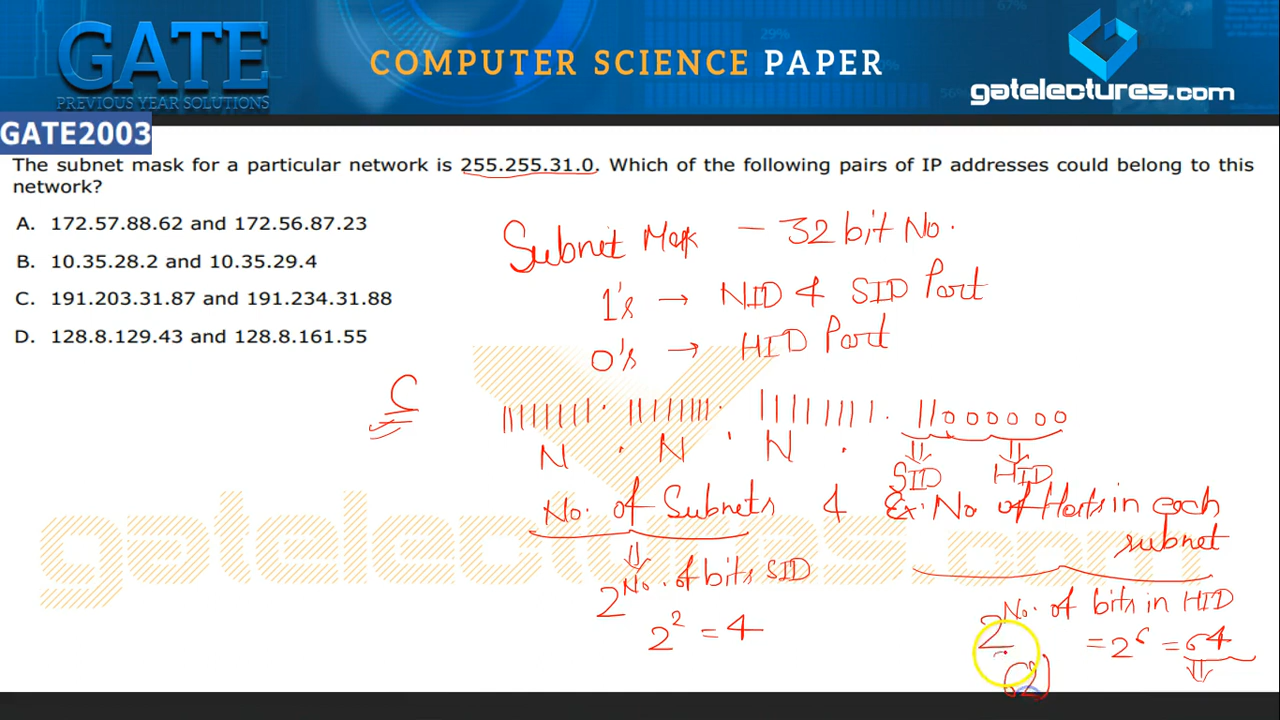 GATE
PREVIOUS YEAR SOLUTIONS
COMPUTER SCIENCE PAPER
gatelectures.com
GATE2003
The subnet mask for a particular network is 255.255.31.0. Which of the following pairs of IP addresses could belong to this
network?
A. 172.57.88.62 and 172.56.87.23
B. 10.35.28.2 and 10.35.29.4
C. 191.203.31.87 and 191.234.31.88
D. 128.8.129.43 and 128.8.161.55
Subnet Mask — 32 bit No.
1's → NID & SID Part
0's → HID Part
C
11111111 . 11111111 . 11111111 . 11000000
N . N . N .
SID HID
No. of Subnets & Ex: No of Hosts in each
subnet
2^No. of bits SID
2^2 = 4
2^No. of bits in HID
= 2^6 = 64
62)
gatelectures.com